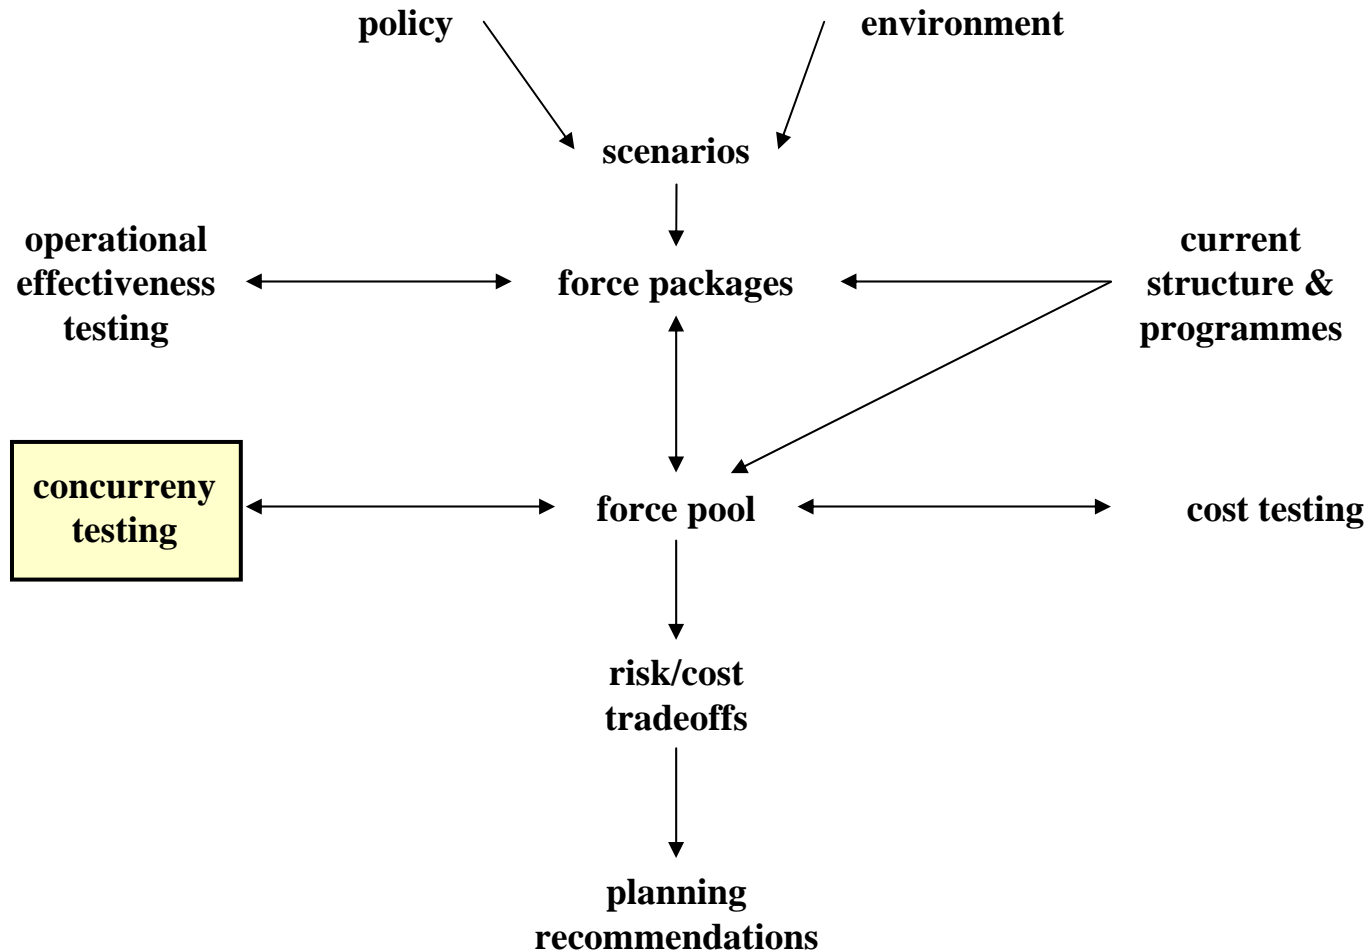 policy
environment
scenarios
operational
effectiveness
testing
force packages
current
structure &
programmes
concurreny
testing
force pool
cost testing
risk/cost
tradeoffs
planning
recommendations